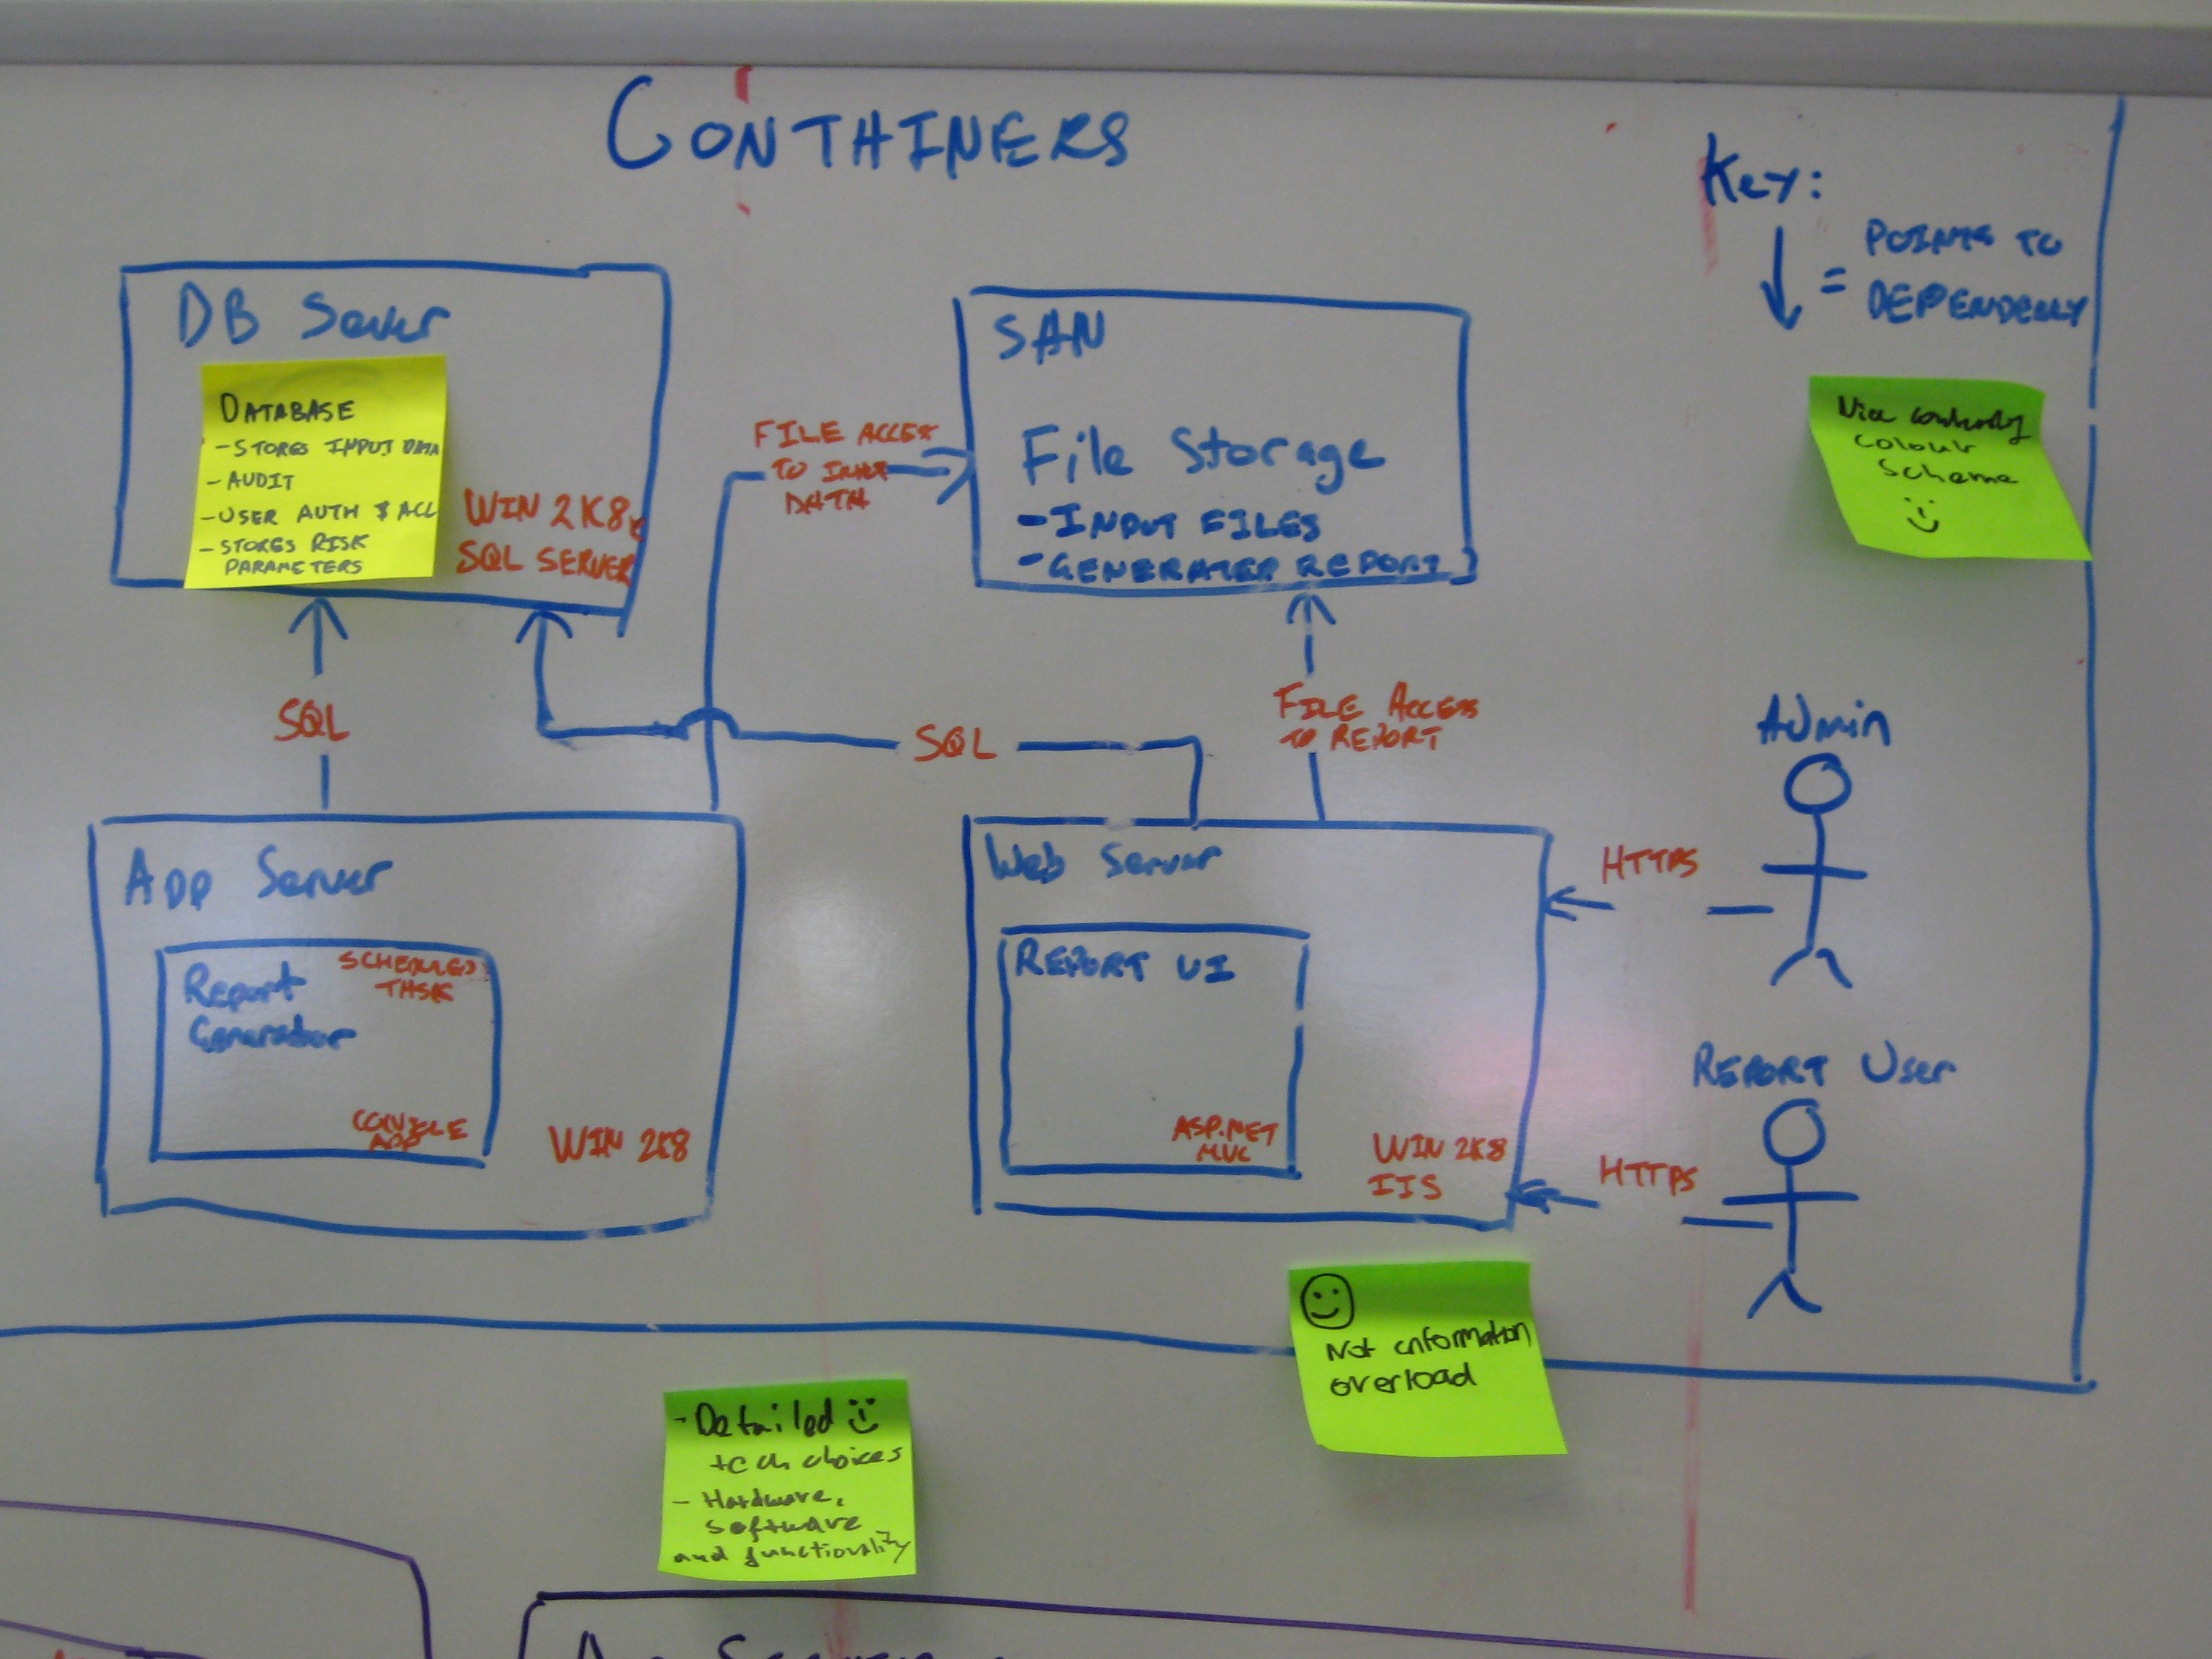 CONTAINERS
Key:
↓ = POINTS TO
DEPENDENCY
DB Server
DATABASE
- STORES INPUT DATA
- AUDIT
- USER AUTH & ACL
- STORES RISK
PARAMETERS
WIN 2K8
SQL SERVER
FILE ACCESS
TO INPUT
DATA
SAN
File Storage
- INPUT FILES
- GENERATED REPORT
Nice
colour
scheme
SQL
SQL
FILE ACCESS
TO REPORT
Admin
App Server
Report
Generator
SCHEDULED
TASK
CONSOLE
APP
WIN 2K8
Web Server
REPORT UI
ASP.NET
MVC
WIN 2K8
IIS
HTTPS
REPORT User
HTTPS
Not information
overload
- Detailed
tech choices
- Hardware,
software
and functionality